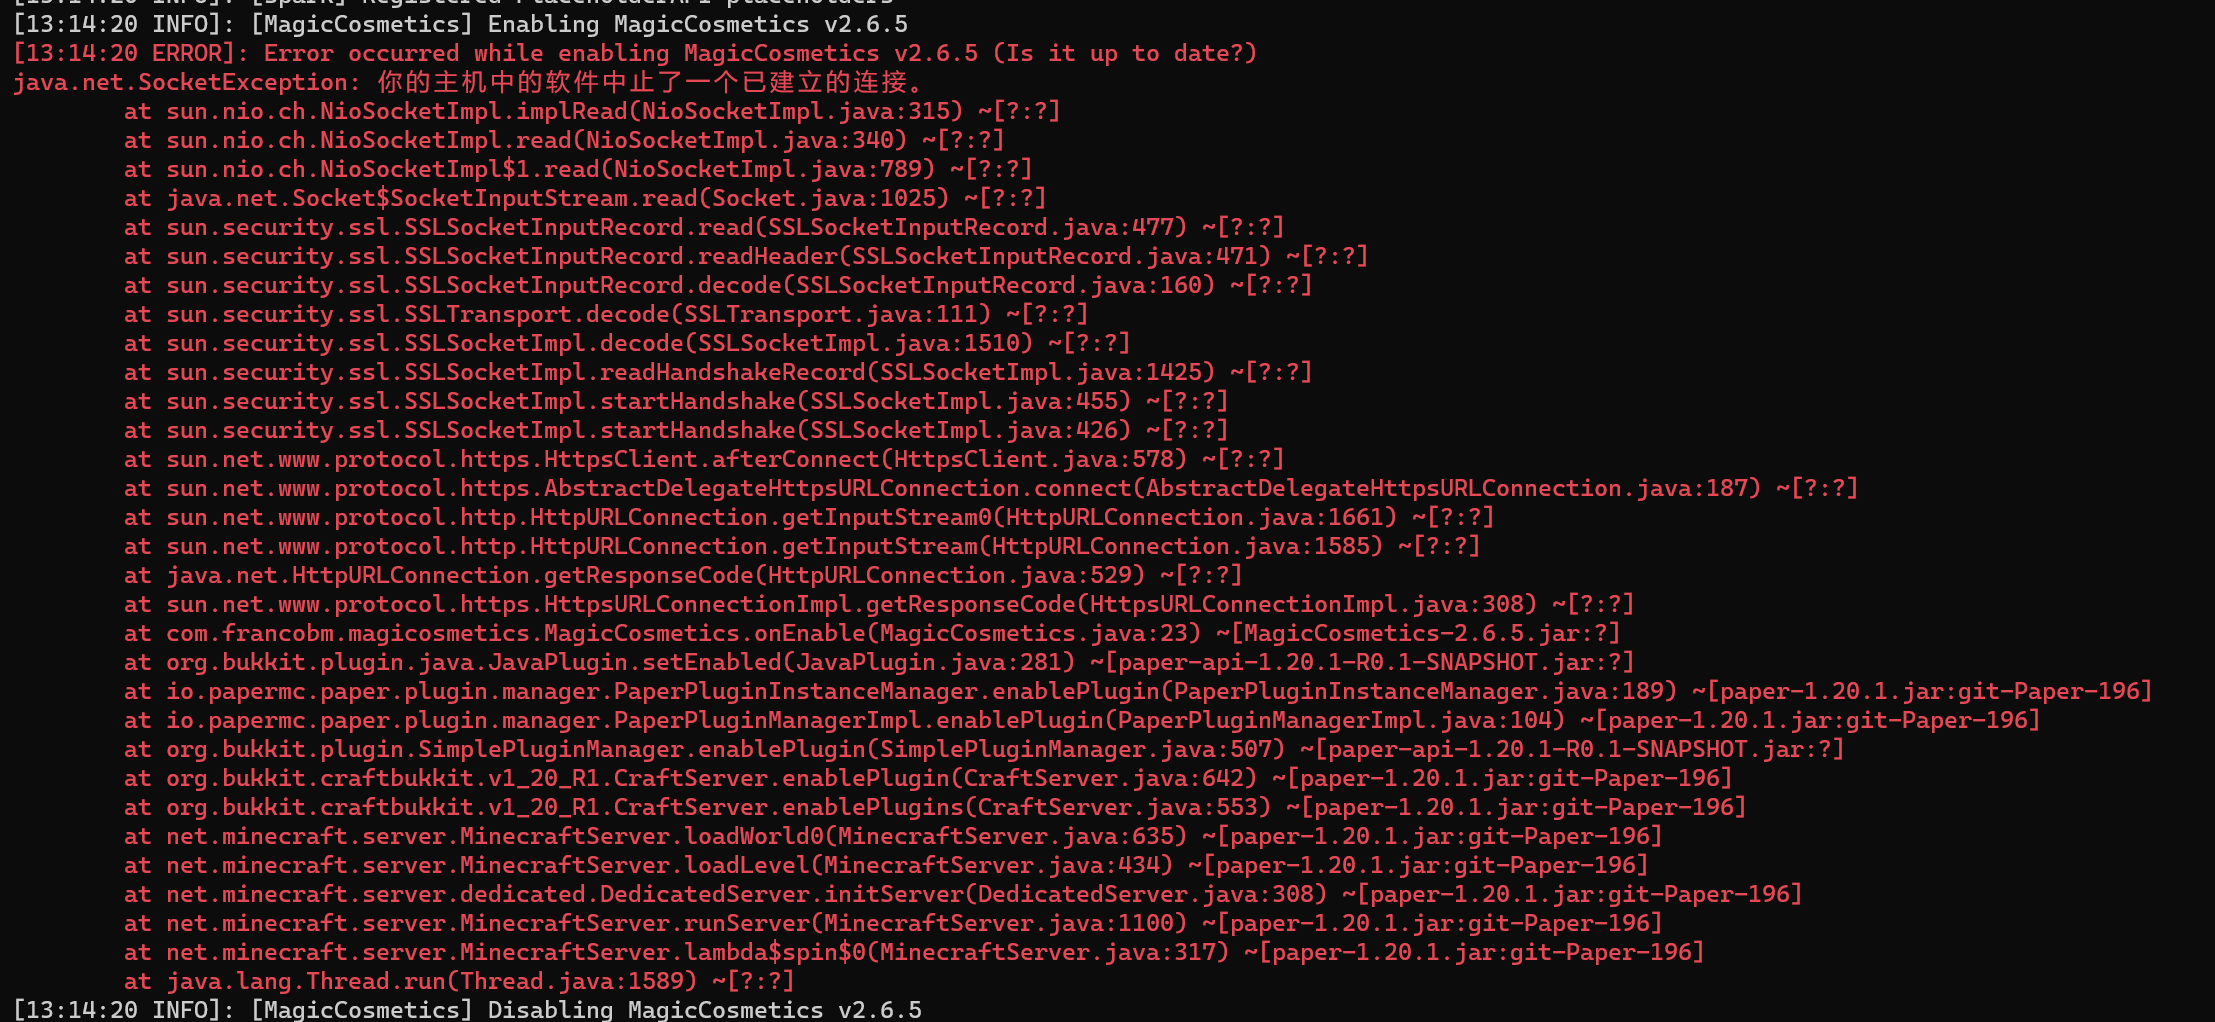 [13:14:20 INFO]: [spark] Registered PlaceholderAPI placeholders
[13:14:20 INFO]: [MagicCosmetics] Enabling MagicCosmetics v2.6.5
[13:14:20 ERROR]: Error occurred while enabling MagicCosmetics v2.6.5 (Is it up to date?)
java.net.SocketException: 你的主机中的软件中止了一个已建立的连接。
at sun.nio.ch.NioSocketImpl.implRead(NioSocketImpl.java:315) ~[?:?]
at sun.nio.ch.NioSocketImpl.read(NioSocketImpl.java:340) ~[?:?]
at sun.nio.ch.NioSocketImpl$1.read(NioSocketImpl.java:789) ~[?:?]
at java.net.Socket$SocketInputStream.read(Socket.java:1025) ~[?:?]
at sun.security.ssl.SSLSocketInputRecord.read(SSLSocketInputRecord.java:477) ~[?:?]
at sun.security.ssl.SSLSocketInputRecord.readHeader(SSLSocketInputRecord.java:471) ~[?:?]
at sun.security.ssl.SSLSocketInputRecord.decode(SSLSocketInputRecord.java:160) ~[?:?]
at sun.security.ssl.SSLTransport.decode(SSLTransport.java:111) ~[?:?]
at sun.security.ssl.SSLSocketImpl.decode(SSLSocketImpl.java:1510) ~[?:?]
at sun.security.ssl.SSLSocketImpl.readHandshakeRecord(SSLSocketImpl.java:1425) ~[?:?]
at sun.security.ssl.SSLSocketImpl.startHandshake(SSLSocketImpl.java:455) ~[?:?]
at sun.security.ssl.SSLSocketImpl.startHandshake(SSLSocketImpl.java:426) ~[?:?]
at sun.net.www.protocol.https.HttpsClient.afterConnect(HttpsClient.java:578) ~[?:?]
at sun.net.www.protocol.https.AbstractDelegateHttpsURLConnection.connect(AbstractDelegateHttpsURLConnection.java:187) ~[?:?]
at sun.net.www.protocol.http.HttpURLConnection.getInputStream0(HttpURLConnection.java:1661) ~[?:?]
at sun.net.www.protocol.http.HttpURLConnection.getInputStream(HttpURLConnection.java:1585) ~[?:?]
at java.net.HttpURLConnection.getResponseCode(HttpURLConnection.java:529) ~[?:?]
at sun.net.www.protocol.https.HttpsURLConnectionImpl.getResponseCode(HttpsURLConnectionImpl.java:308) ~[?:?]
at com.francobm.magicosmetics.MagicCosmetics.onEnable(MagicCosmetics.java:23) ~[MagicCosmetics-2.6.5.jar:?]
at org.bukkit.plugin.java.JavaPlugin.setEnabled(JavaPlugin.java:281) ~[paper-api-1.20.1-R0.1-SNAPSHOT.jar:?]
at io.papermc.paper.plugin.manager.PaperPluginInstanceManager.enablePlugin(PaperPluginInstanceManager.java:189) ~[paper-1.20.1.jar:git-Paper-196]
at io.papermc.paper.plugin.manager.PaperPluginManagerImpl.enablePlugin(PaperPluginManagerImpl.java:104) ~[paper-1.20.1.jar:git-Paper-196]
at org.bukkit.plugin.SimplePluginManager.enablePlugin(SimplePluginManager.java:507) ~[paper-api-1.20.1-R0.1-SNAPSHOT.jar:?]
at org.bukkit.craftbukkit.v1_20_R1.CraftServer.enablePlugin(CraftServer.java:642) ~[paper-1.20.1.jar:git-Paper-196]
at org.bukkit.craftbukkit.v1_20_R1.CraftServer.enablePlugins(CraftServer.java:553) ~[paper-1.20.1.jar:git-Paper-196]
at net.minecraft.server.MinecraftServer.loadWorld0(MinecraftServer.java:635) ~[paper-1.20.1.jar:git-Paper-196]
at net.minecraft.server.MinecraftServer.loadLevel(MinecraftServer.java:434) ~[paper-1.20.1.jar:git-Paper-196]
at net.minecraft.server.dedicated.DedicatedServer.initServer(DedicatedServer.java:308) ~[paper-1.20.1.jar:git-Paper-196]
at net.minecraft.server.MinecraftServer.runServer(MinecraftServer.java:1100) ~[paper-1.20.1.jar:git-Paper-196]
at net.minecraft.server.MinecraftServer.lambda$spin$0(MinecraftServer.java:317) ~[paper-1.20.1.jar:git-Paper-196]
at java.lang.Thread.run(Thread.java:1589) ~[?:?]
[13:14:20 INFO]: [MagicCosmetics] Disabling MagicCosmetics v2.6.5